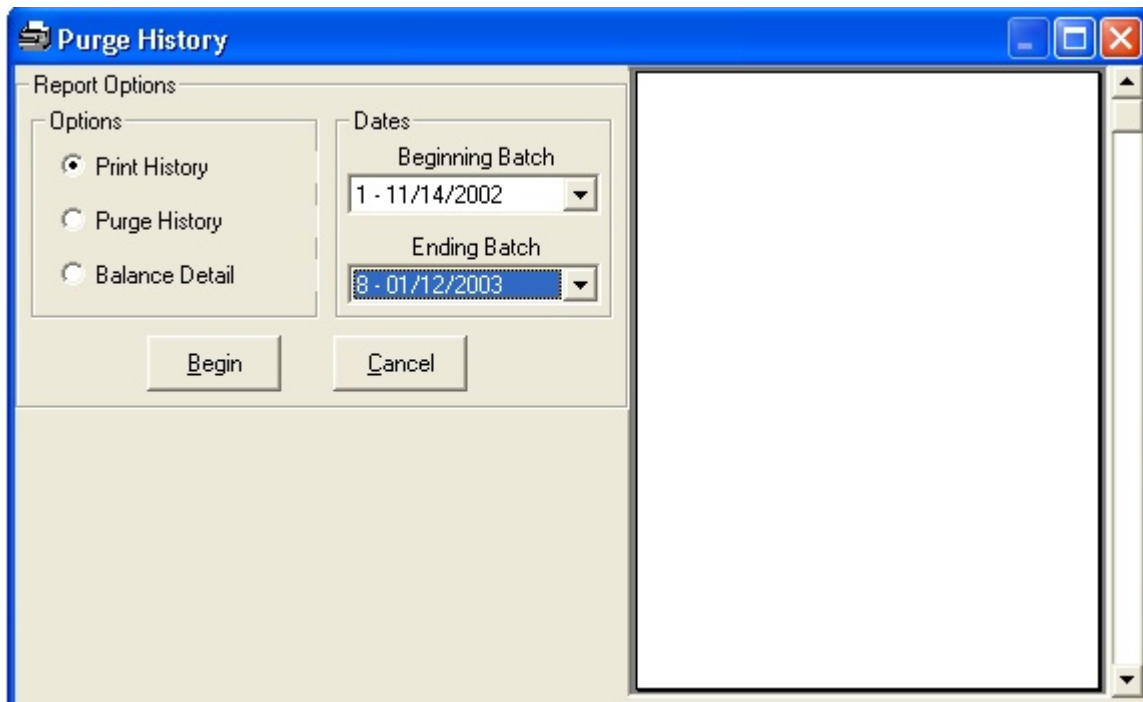 Purge History
Report Options
Options
Print History
Purge History
Balance Detail
Dates
Beginning Batch
1 - 11/14/2002
Ending Batch
8 - 01/12/2003
Begin
Cancel